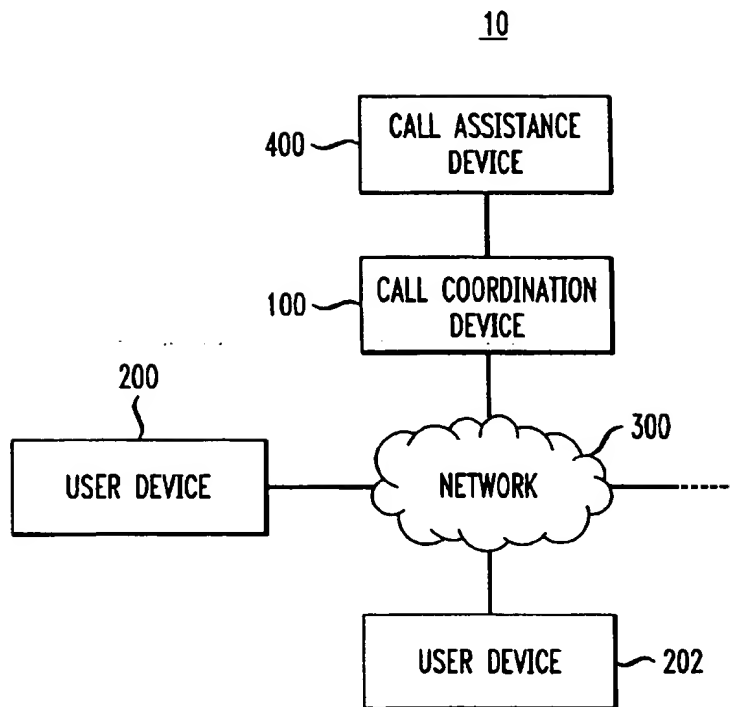 10
CALL ASSISTANCE
DEVICE
400
CALL COORDINATION
DEVICE
100
200
300
USER DEVICE
NETWORK
USER DEVICE
202